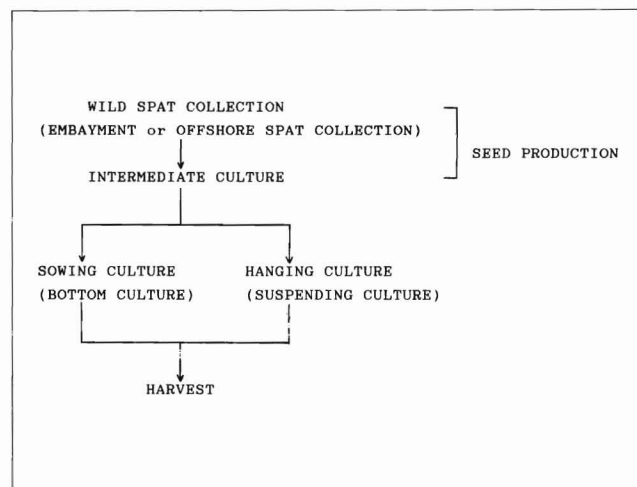 WILD SPAT COLLECTION
(EMBAYMENT or OFFSHORE SPAT COLLECTION)
SEED PRODUCTION
INTERMEDIATE CULTURE
SOWING CULTURE
(BOTTOM CULTURE)
HANGING CULTURE
(SUSPENDING CULTURE)
HARVEST